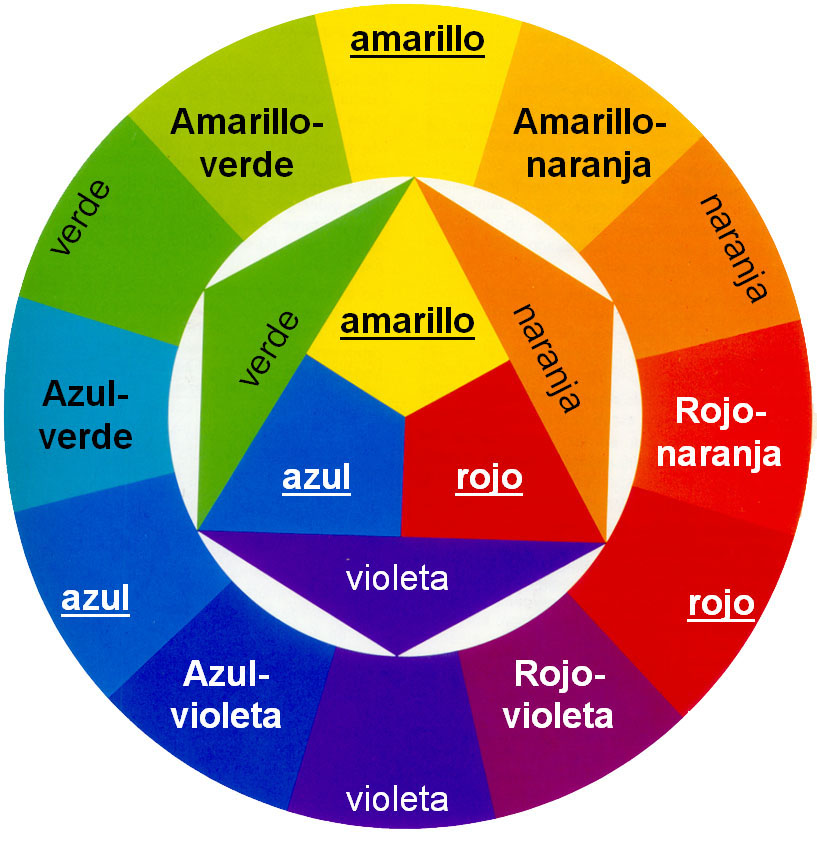 amarillo
Amarillo-
verde
Amarillo-
naranja
verde
naranja
amarillo
verde
naranja
Azul-
verde
Rojo-
naranja
azul
rojo
violeta
azul
rojo
Azul-
violeta
Rojo-
violeta
violeta